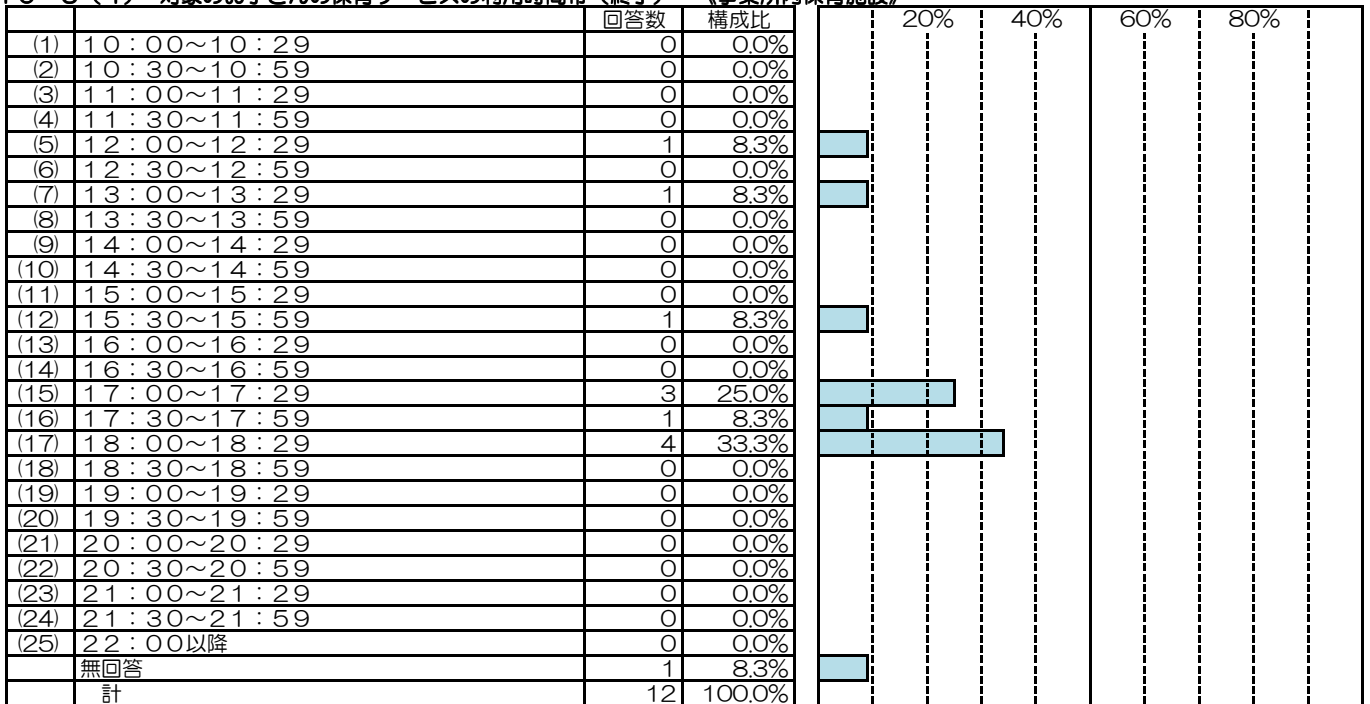 回答数 構成比 20% 40% 60% 80%
(1) 10:00～10:29 0 0.0%
(2) 10:30～10:59 0 0.0%
(3) 11:00～11:29 0 0.0%
(4) 11:30～11:59 0 0.0%
(5) 12:00～12:29 1 8.3%
(6) 12:30～12:59 0 0.0%
(7) 13:00～13:29 1 8.3%
(8) 13:30～13:59 0 0.0%
(9) 14:00～14:29 0 0.0%
(10) 14:30～14:59 0 0.0%
(11) 15:00～15:29 0 0.0%
(12) 15:30～15:59 1 8.3%
(13) 16:00～16:29 0 0.0%
(14) 16:30～16:59 0 0.0%
(15) 17:00～17:29 3 25.0%
(16) 17:30～17:59 1 8.3%
(17) 18:00～18:29 4 33.3%
(18) 18:30～18:59 0 0.0%
(19) 19:00～19:29 0 0.0%
(20) 19:30～19:59 0 0.0%
(21) 20:00～20:29 0 0.0%
(22) 20:30～20:59 0 0.0%
(23) 21:00～21:29 0 0.0%
(24) 21:30～21:59 0 0.0%
(25) 22:00以降 0 0.0%
無回答 1 8.3%
計 12 100.0%